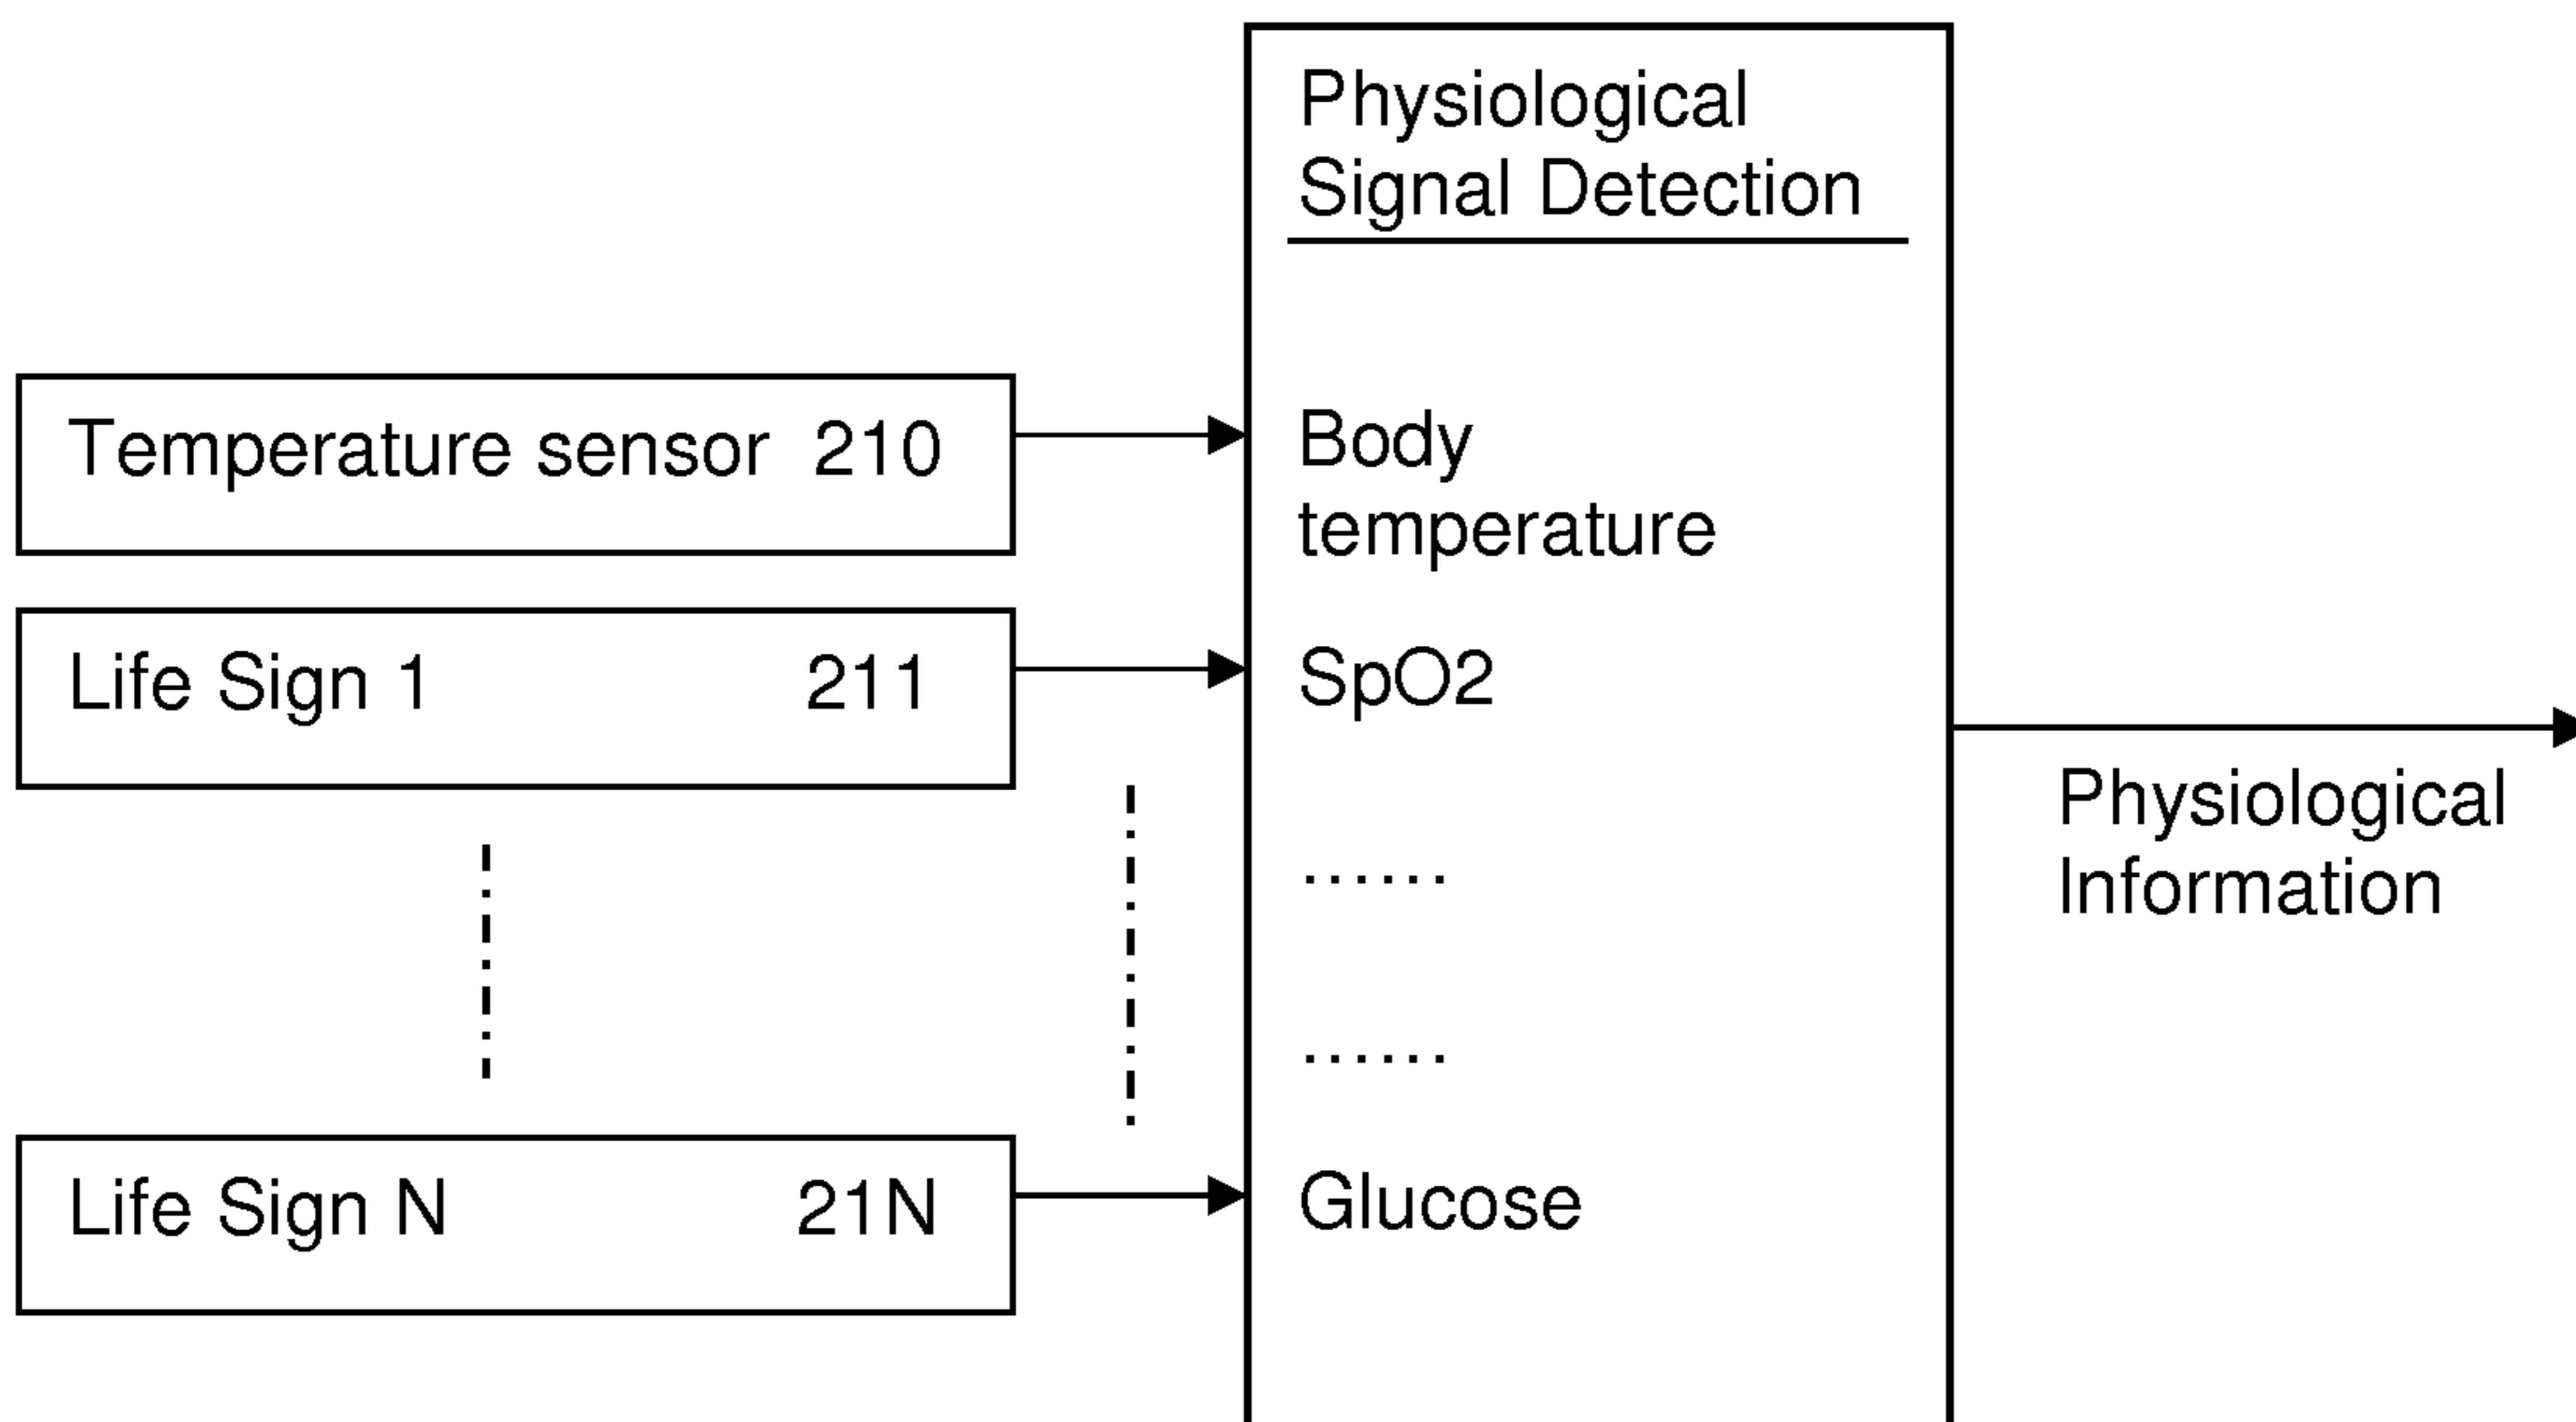 Physiological
Signal Detection
Temperature sensor 210
Body
temperature
Life Sign 1 211
SpO2
......
......
Life Sign N 21N
Glucose
Physiological
Information